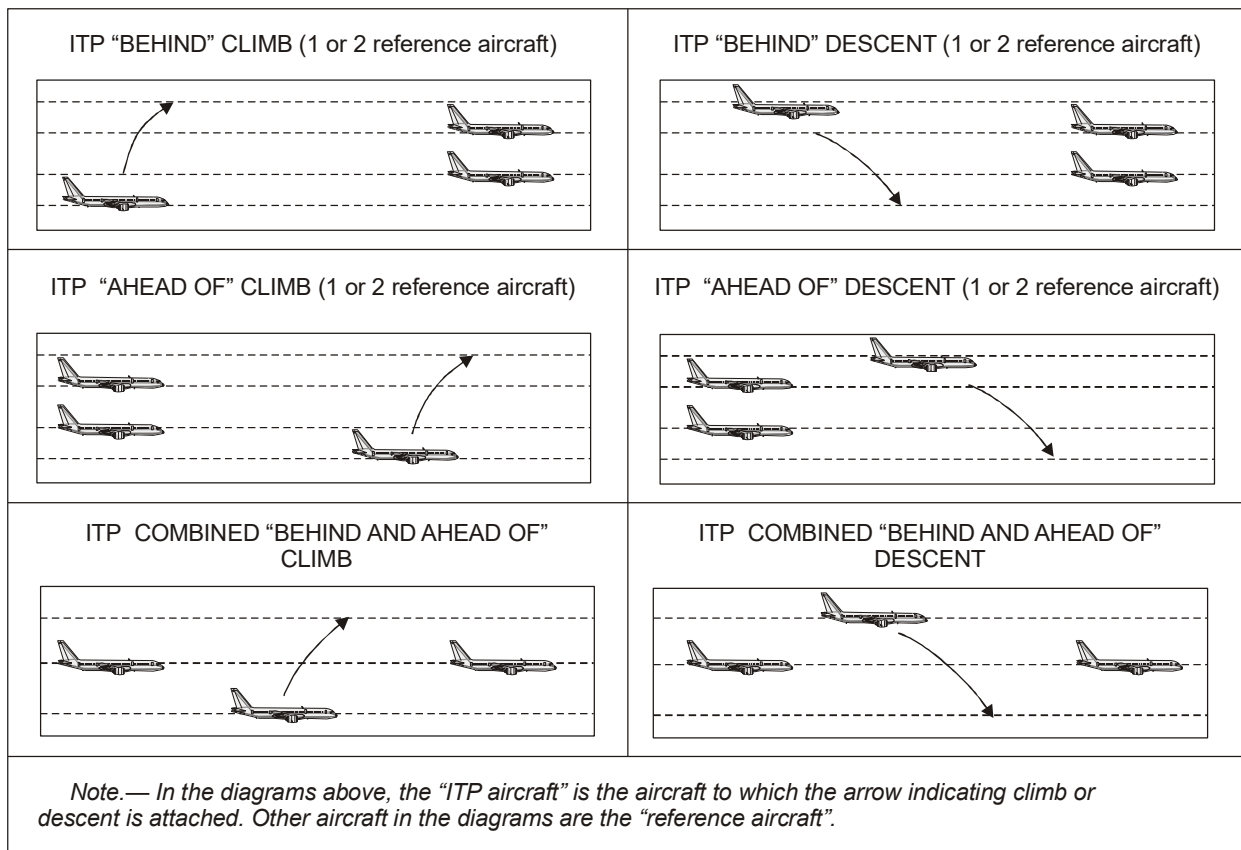 ITP “BEHIND” CLIMB (1 or 2 reference aircraft)
ITP “BEHIND” DESCENT (1 or 2 reference aircraft)
ITP “AHEAD OF” CLIMB (1 or 2 reference aircraft)
ITP “AHEAD OF” DESCENT (1 or 2 reference aircraft)
ITP COMBINED “BEHIND AND AHEAD OF”
CLIMB
ITP COMBINED “BEHIND AND AHEAD OF”
DESCENT
Note.— In the diagrams above, the “ITP aircraft” is the aircraft to which the arrow indicating climb or
descent is attached. Other aircraft in the diagrams are the “reference aircraft”.